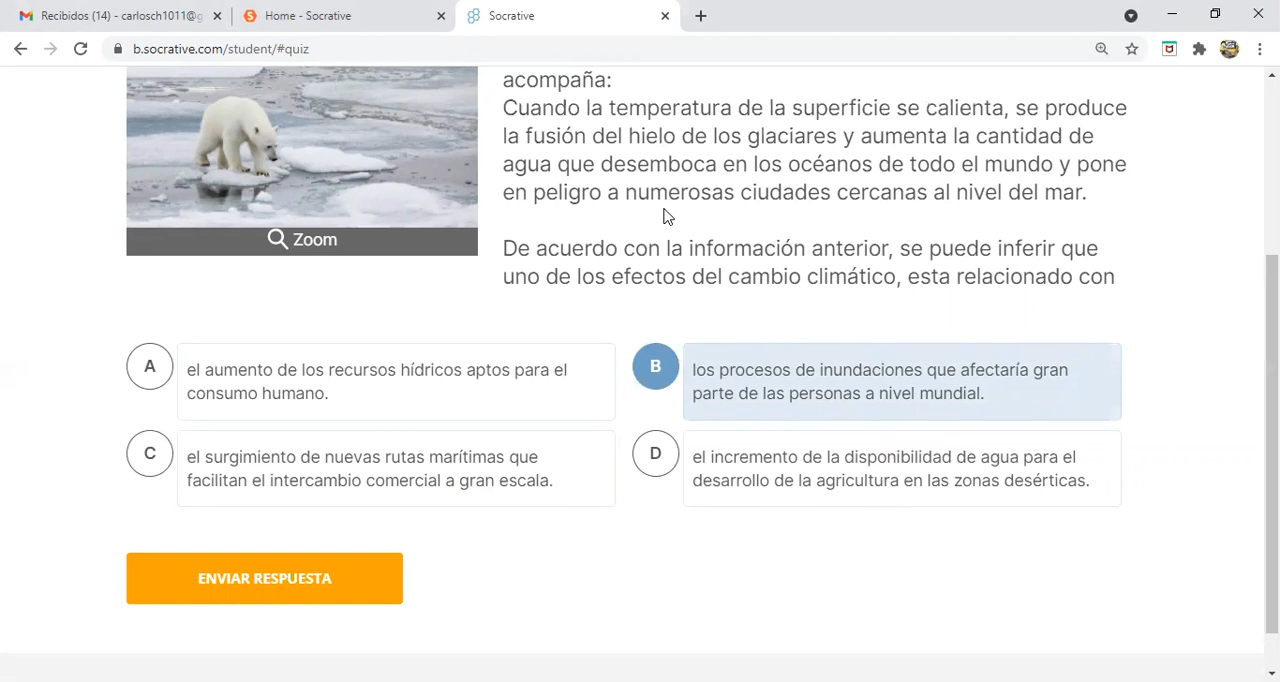 Recibidos (14) - carlosch1011@g
Home - Socrative
Socrative
b.socrative.com/student/#quiz
acompaña:
Cuando la temperatura de la superficie se calienta, se produce
la fusión del hielo de los glaciares y aumenta la cantidad de
agua que desemboca en los océanos de todo el mundo y pone
en peligro a numerosas ciudades cercanas al nivel del mar.
De acuerdo con la información anterior, se puede inferir que
uno de los efectos del cambio climático, esta relacionado con
Zoom
A
el aumento de los recursos hídricos aptos para el
consumo humano.
B
los procesos de inundaciones que afectaría gran
parte de las personas a nivel mundial.
C
el surgimiento de nuevas rutas marítimas que
facilitan el intercambio comercial a gran escala.
D
el incremento de la disponibilidad de agua para el
desarrollo de la agricultura en las zonas desérticas.
ENVIAR RESPUESTA